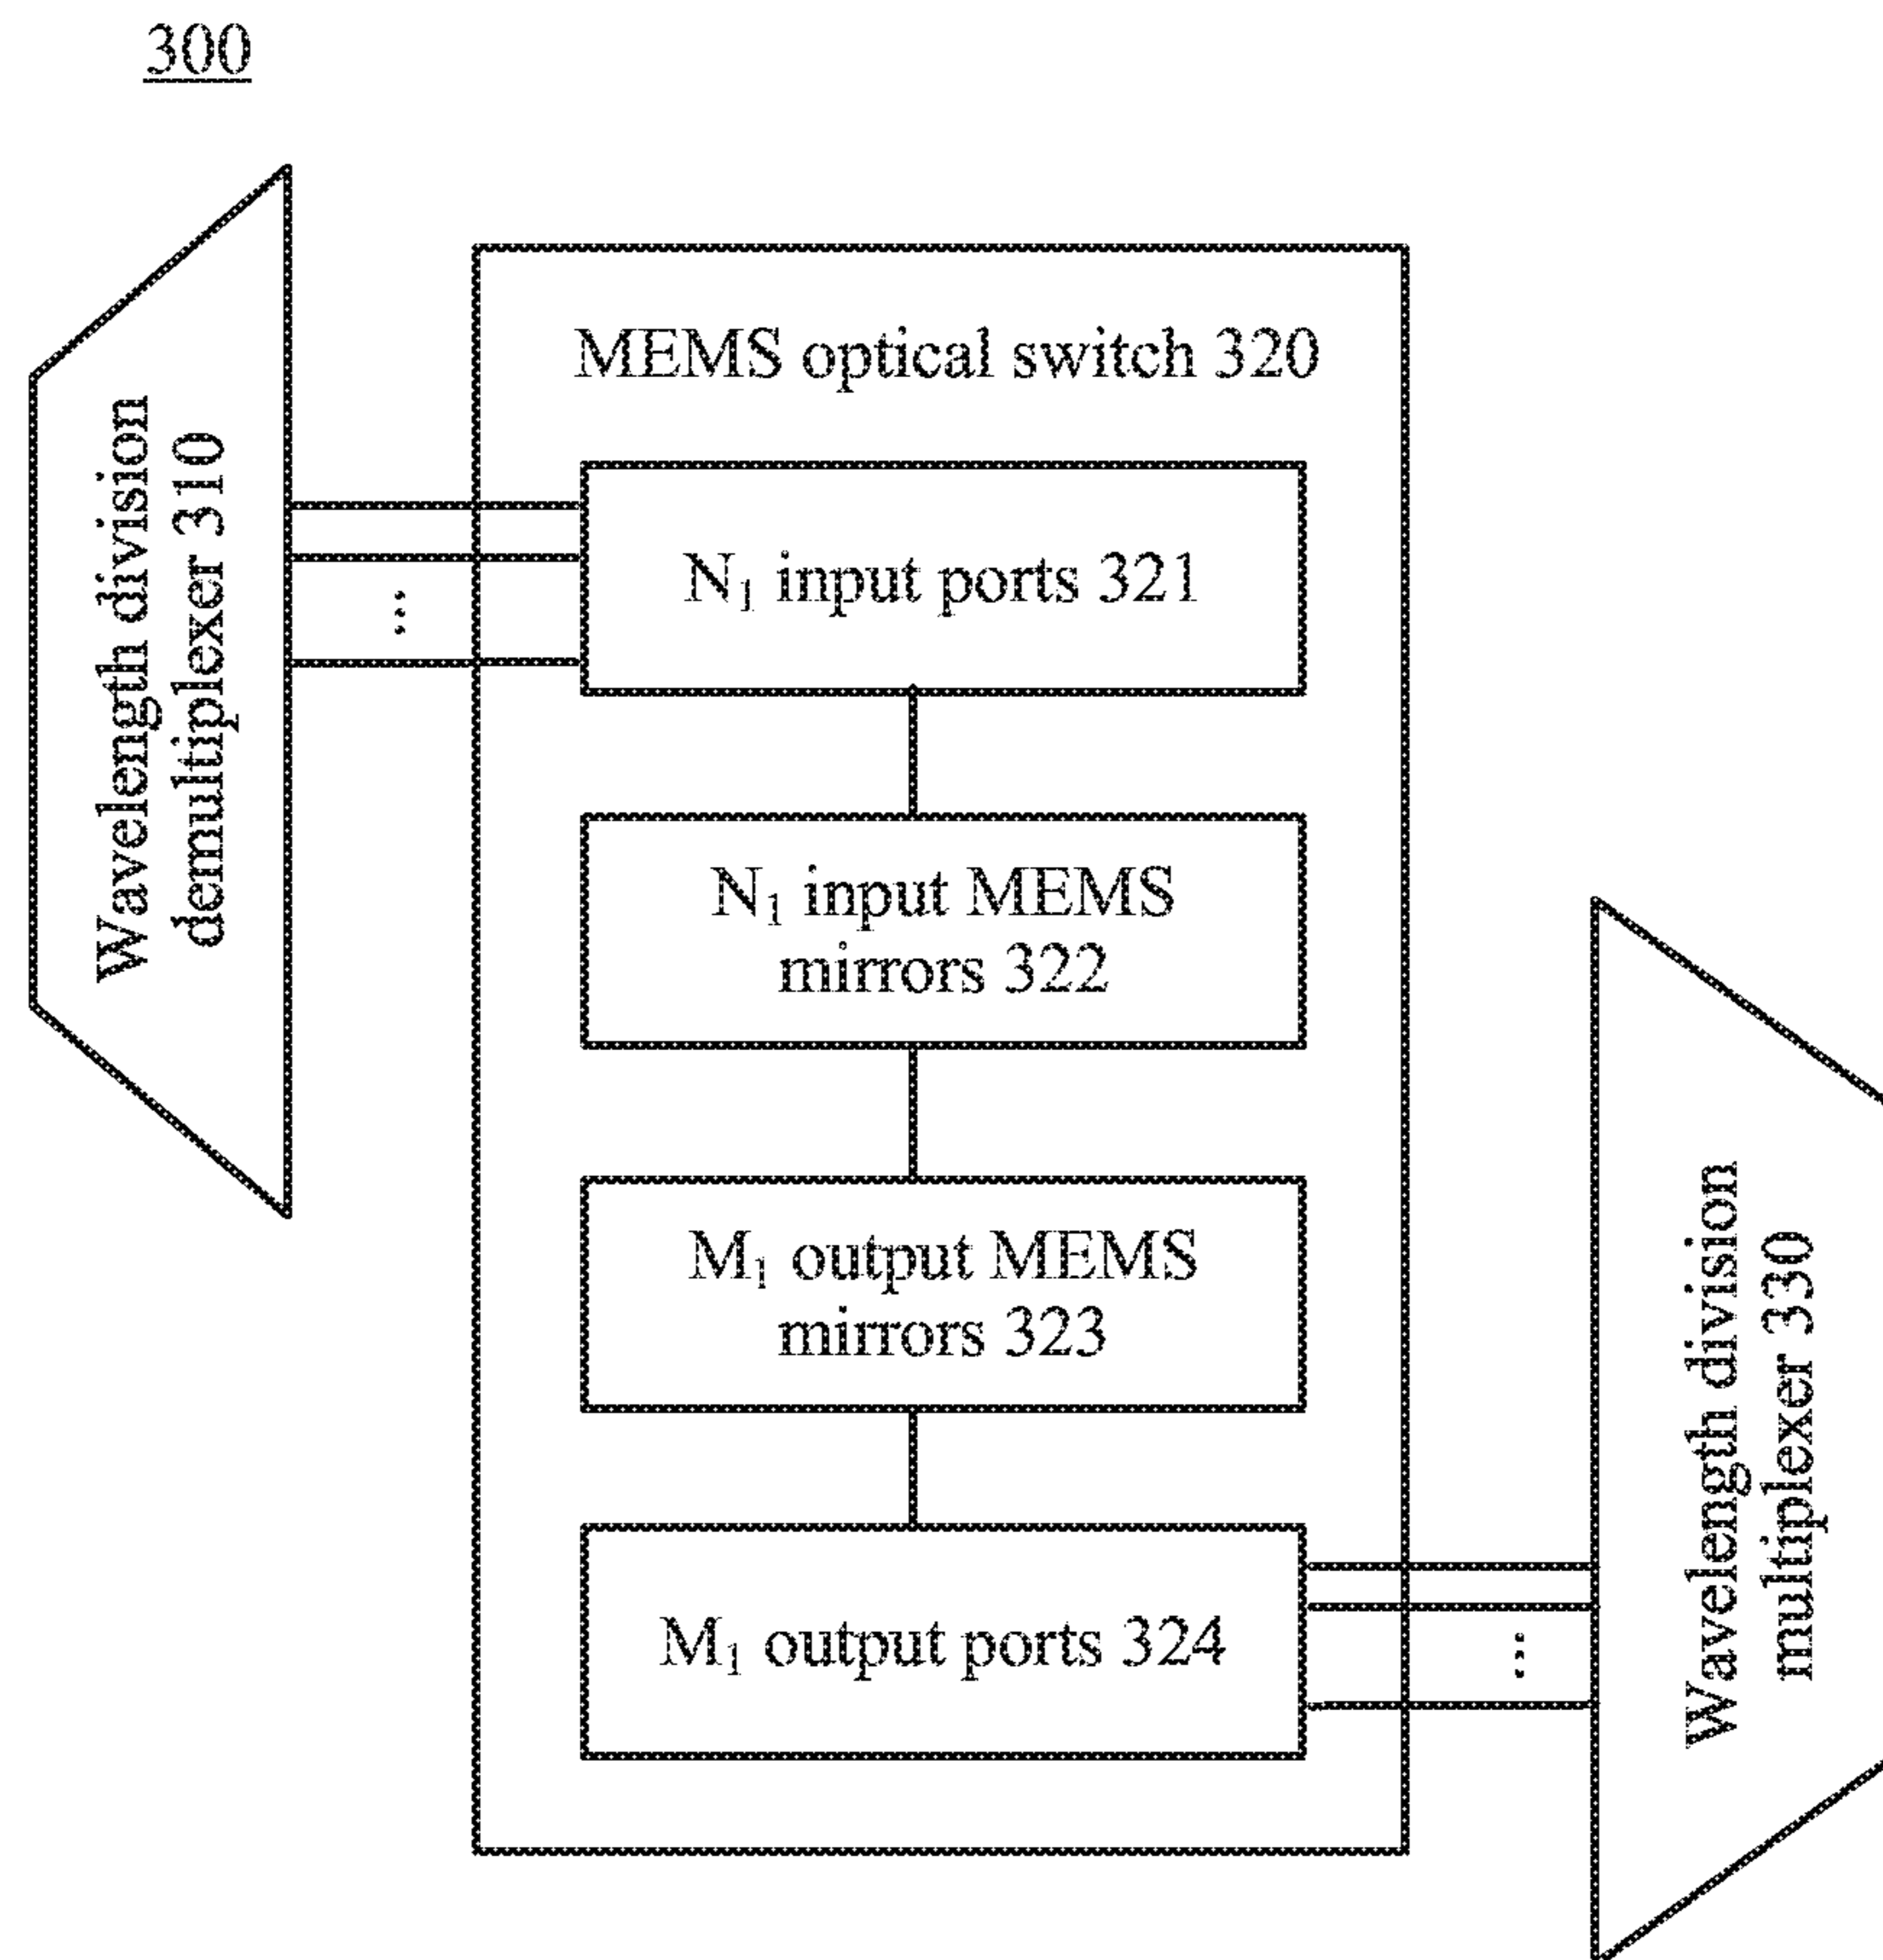 300
Wavelength division
demultiplexer 310
MEMS optical switch 320
N₁ input ports 321
...
N₁ input MEMS
mirrors 322
M₁ output MEMS
mirrors 323
M₁ output ports 324
...
Wavelength division
multiplexer 330